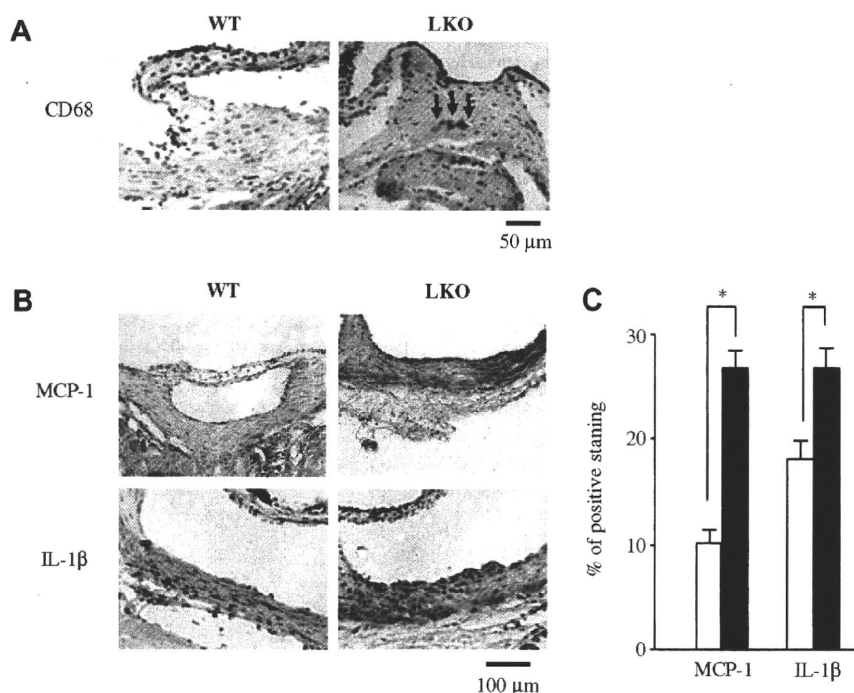 A
WT LKO
CD68
50 µm
B
WT LKO
MCP-1
IL-1β
100 µm
C
* *
% of positive staning
30
20
10
0
MCP-1 IL-1β